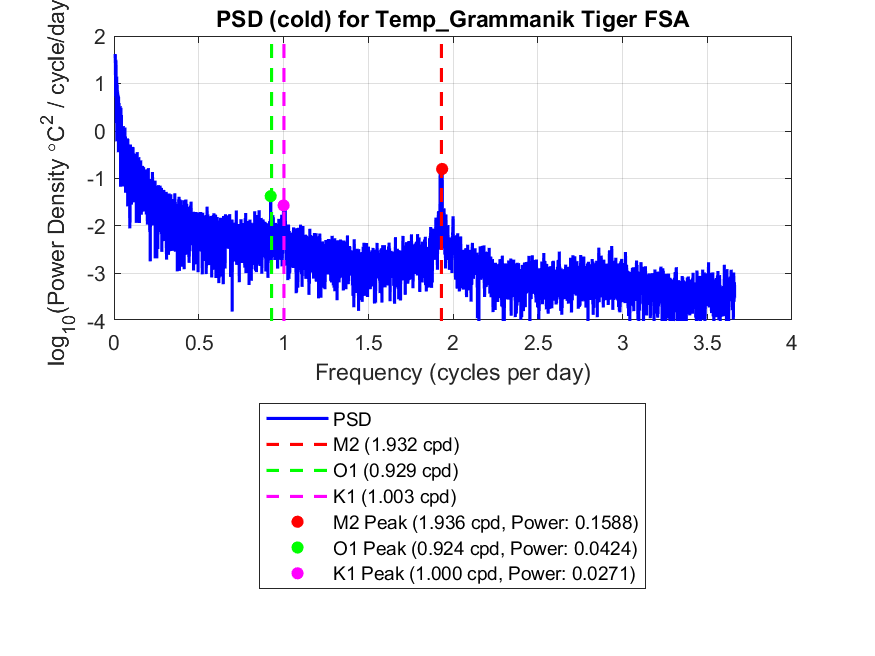 PSD (cold) for Temp_Grammanik Tiger FSA
log10(Power Density °C2 / cycle/day
2
1
0
-1
-2
-3
-4
0 0.5 1 1.5 2 2.5 3 3.5 4
Frequency (cycles per day)
PSD
M2 (1.932 cpd)
O1 (0.929 cpd)
K1 (1.003 cpd)
M2 Peak (1.936 cpd, Power: 0.1588)
O1 Peak (0.924 cpd, Power: 0.0424)
K1 Peak (1.000 cpd, Power: 0.0271)